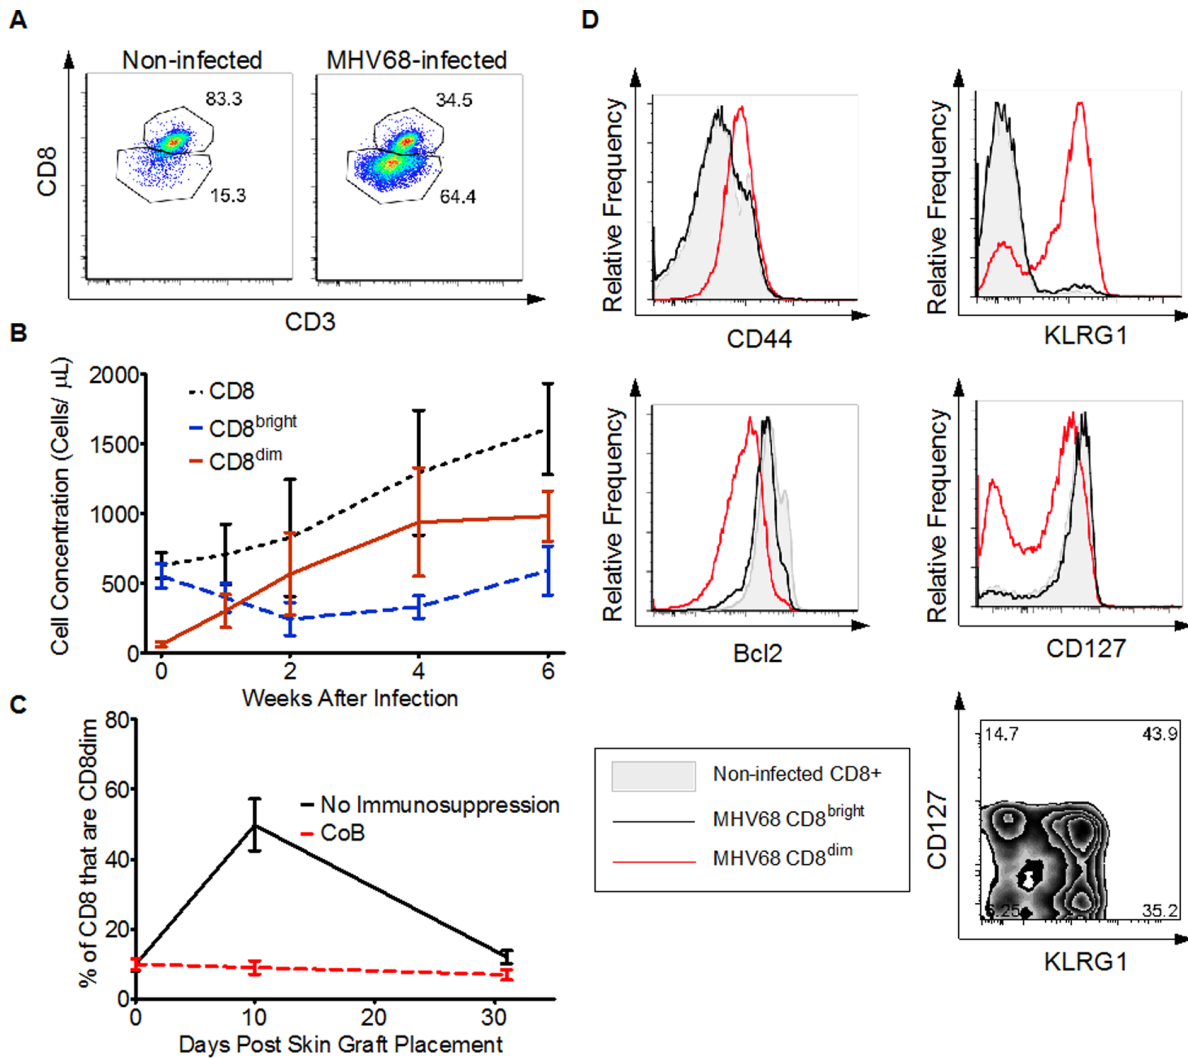 A
Non-infected
MHV68-infected
CD8
83.3
15.3
34.5
64.4
CD3
B
Cell Concentration (Cells/ μL)
2000
1500
1000
500
0
CD8
CD8bright
CD8dim
0
2
4
6
Weeks After Infection
C
% of CD8 that are CD8dim
80
60
40
20
0
No Immunosuppression
CoB
0
10
20
30
Days Post Skin Graft Placement
D
Relative Frequency
CD44
Relative Frequency
KLRG1
Relative Frequency
Bcl2
Relative Frequency
CD127
Non-infected CD8+
MHV68 CD8bright
MHV68 CD8dim
CD127
14.7
43.9
6.25
35.2
KLRG1